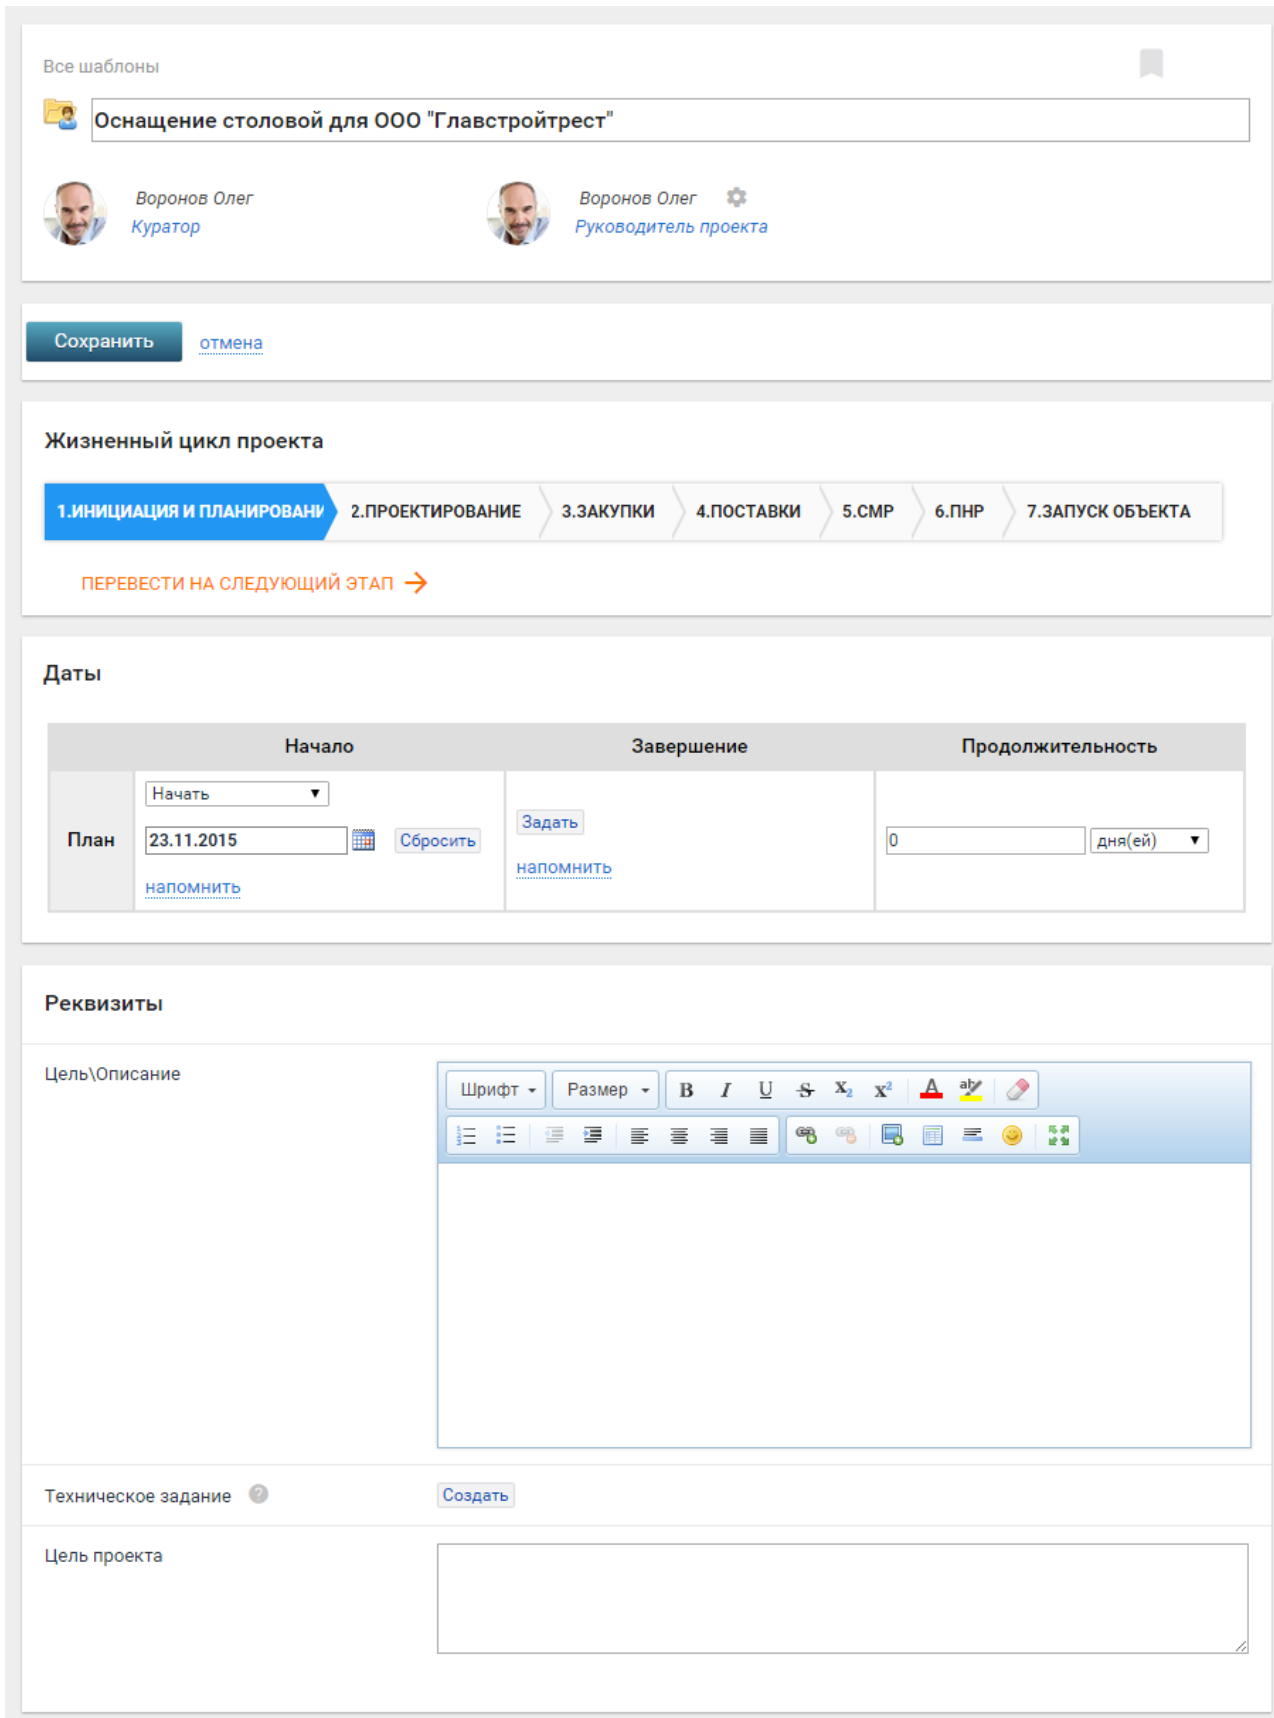 Все шаблоны
Оснащение столовой для ООО "Главстройтрест"
Воронов Олег
Куратор
Воронов Олег
Руководитель проекта
Сохранить отмена
Жизненный цикл проекта
1.ИНИЦИАЦИЯ И ПЛАНИРОВАНИ 2.ПРОЕКТИРОВАНИЕ 3.ЗАКУПКИ 4.ПОСТАВКИ 5.СМР 6.ПНР 7.ЗАПУСК ОБЪЕКТА
ПЕРЕВЕСТИ НА СЛЕДУЮЩИЙ ЭТАП
Даты
Начало Завершение Продолжительность
План
Начать
23.11.2015 Сбросить
напомнить
Задать
напомнить
0 дня(ей)
Реквизиты
Цель\Описание
Шрифт Размер B I U S X₂ X² A ab
Техническое задание ? Создать
Цель проекта